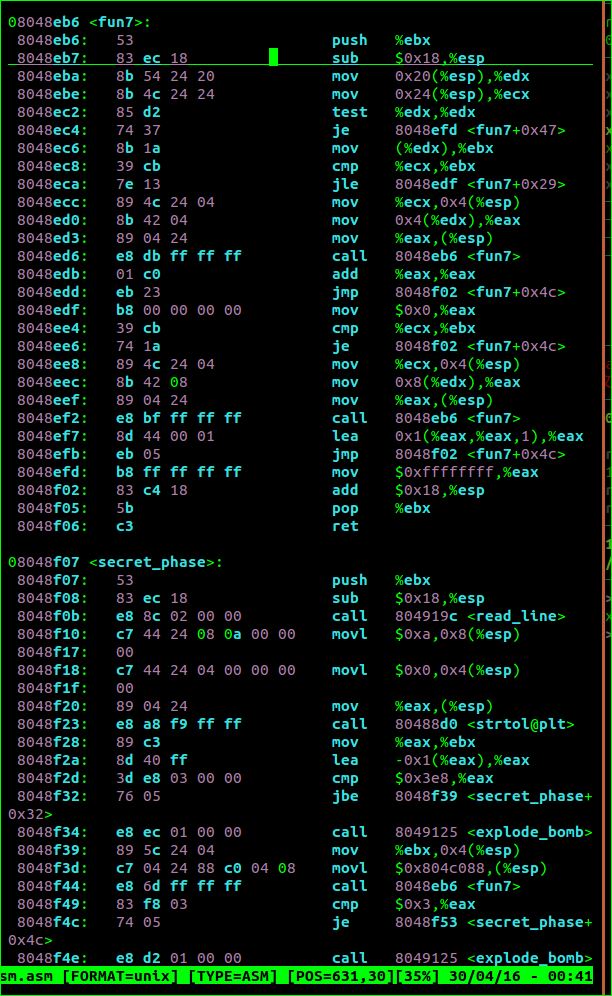 08048eb6 <fun7>:
8048eb6: 53 push %ebx
8048eb7: 83 ec 18 sub $0x18,%esp
8048eba: 8b 54 24 20 mov 0x20(%esp),%edx
8048ebe: 8b 4c 24 24 mov 0x24(%esp),%ecx
8048ec2: 85 d2 test %edx,%edx
8048ec4: 74 37 je 8048efd <fun7+0x47>
8048ec6: 8b 1a mov (%edx),%ebx
8048ec8: 39 cb cmp %ecx,%ebx
8048eca: 7e 13 jle 8048edf <fun7+0x29>
8048ecc: 89 4c 24 04 mov %ecx,0x4(%esp)
8048ed0: 8b 42 04 mov 0x4(%edx),%eax
8048ed3: 89 04 24 mov %eax,(%esp)
8048ed6: e8 db ff ff ff call 8048eb6 <fun7>
8048edb: 01 c0 add %eax,%eax
8048edd: eb 23 jmp 8048f02 <fun7+0x4c>
8048edf: b8 00 00 00 00 mov $0x0,%eax
8048ee4: 39 cb cmp %ecx,%ebx
8048ee6: 74 1a je 8048f02 <fun7+0x4c>
8048ee8: 89 4c 24 04 mov %ecx,0x4(%esp)
8048eec: 8b 42 08 mov 0x8(%edx),%eax
8048eef: 89 04 24 mov %eax,(%esp)
8048ef2: e8 bf ff ff ff call 8048eb6 <fun7>
8048ef7: 8d 44 00 01 lea 0x1(%eax,%eax,1),%eax
8048efb: eb 05 jmp 8048f02 <fun7+0x4c>
8048efd: b8 ff ff ff ff mov $0xffffffff,%eax
8048f02: 83 c4 18 add $0x18,%esp
8048f05: 5b pop %ebx
8048f06: c3 ret
08048f07 <secret_phase>:
8048f07: 53 push %ebx
8048f08: 83 ec 18 sub $0x18,%esp
8048f0b: e8 8c 02 00 00 call 804919c <read_line>
8048f10: c7 44 24 08 0a 00 00 movl $0xa,0x8(%esp)
8048f17: 00
8048f18: c7 44 24 04 00 00 00 movl $0x0,0x4(%esp)
8048f1f: 00
8048f20: 89 04 24 mov %eax,(%esp)
8048f23: e8 a8 f9 ff ff call 80488d0 <strtol@plt>
8048f28: 89 c3 mov %eax,%ebx
8048f2a: 8d 40 ff lea -0x1(%eax),%eax
8048f2d: 3d e8 03 00 00 cmp $0x3e8,%eax
8048f32: 76 05 jbe 8048f39 <secret_phase+
0x32>
8048f34: e8 ec 01 00 00 call 8049125 <explode_bomb>
8048f39: 89 5c 24 04 mov %ebx,0x4(%esp)
8048f3d: c7 04 24 88 c0 04 08 movl $0x804c088,(%esp)
8048f44: e8 6d ff ff ff call 8048eb6 <fun7>
8048f49: 83 f8 03 cmp $0x3,%eax
8048f4c: 74 05 je 8048f53 <secret_phase+
0x4c>
8048f4e: e8 d2 01 00 00 call 8049125 <explode_bomb>
sm.asm [FORMAT=unix] [TYPE=ASM] [POS=631,30][35%] 30/04/16 - 00:41